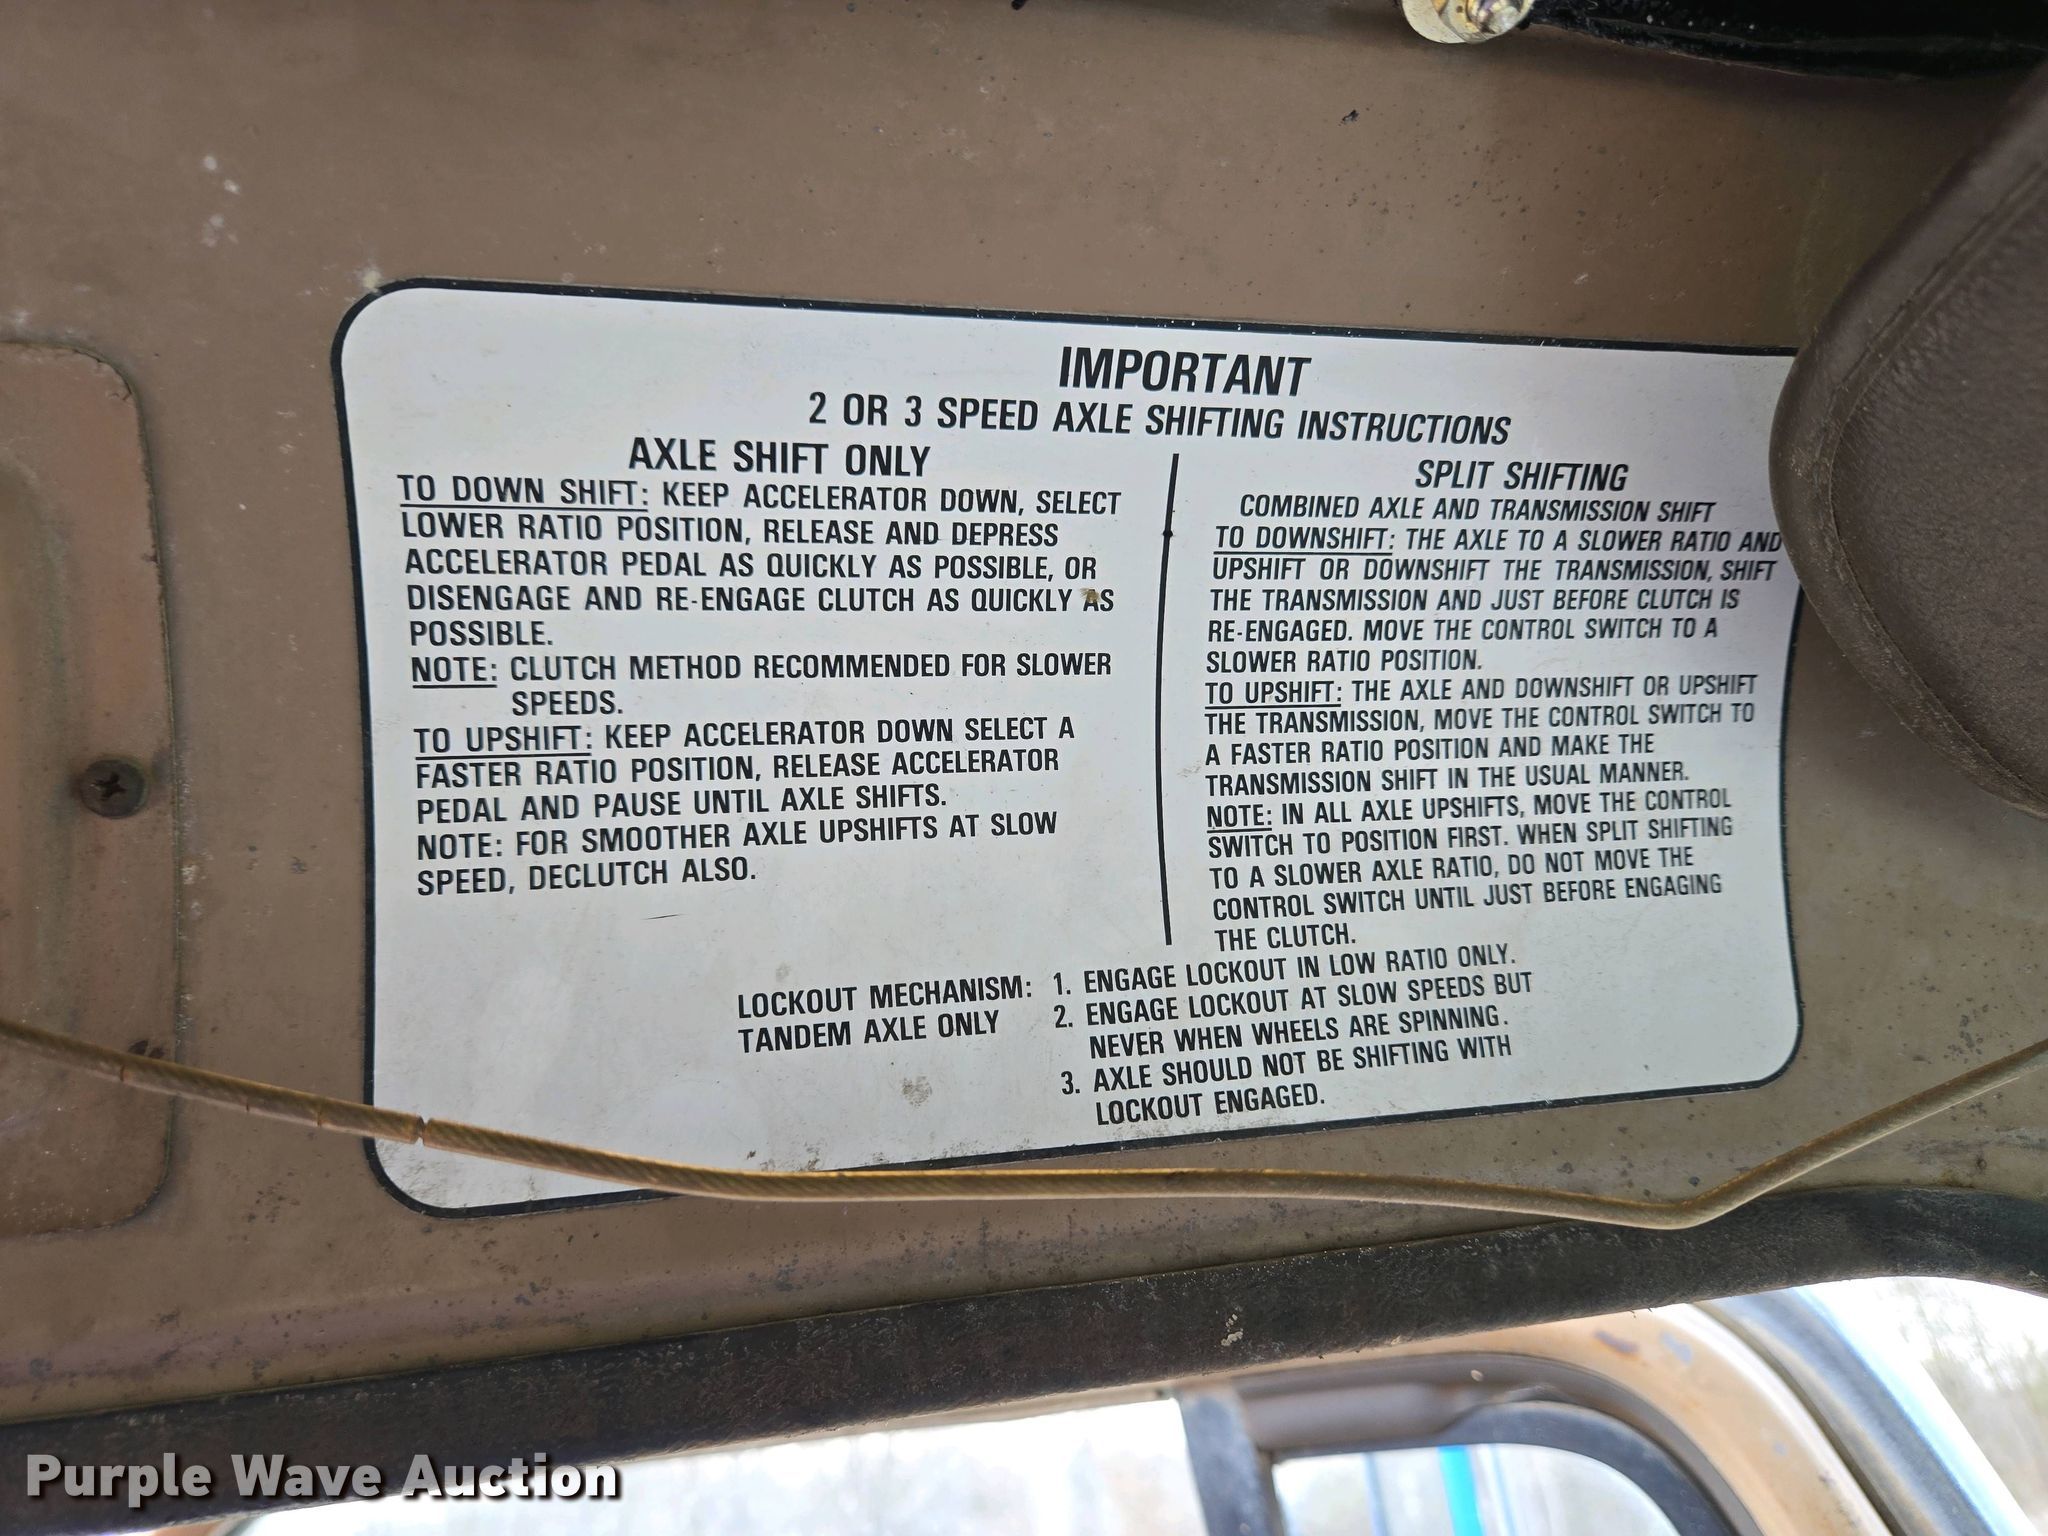 IMPORTANT
2 OR 3 SPEED AXLE SHIFTING INSTRUCTIONS
AXLE SHIFT ONLY
TO DOWN SHIFT: KEEP ACCELERATOR DOWN, SELECT
LOWER RATIO POSITION, RELEASE AND DEPRESS
ACCELERATOR PEDAL AS QUICKLY AS POSSIBLE, OR
DISENGAGE AND RE-ENGAGE CLUTCH AS QUICKLY AS
POSSIBLE.
NOTE: CLUTCH METHOD RECOMMENDED FOR SLOWER
SPEEDS.
TO UPSHIFT: KEEP ACCELERATOR DOWN SELECT A
FASTER RATIO POSITION, RELEASE ACCELERATOR
PEDAL AND PAUSE UNTIL AXLE SHIFTS.
NOTE: FOR SMOOTHER AXLE UPSHIFTS AT SLOW
SPEED, DECLUTCH ALSO.
SPLIT SHIFTING
COMBINED AXLE AND TRANSMISSION SHIFT
TO DOWNSHIFT: THE AXLE TO A SLOWER RATIO AND
UPSHIFT OR DOWNSHIFT THE TRANSMISSION, SHIFT
THE TRANSMISSION AND JUST BEFORE CLUTCH IS
RE-ENGAGED. MOVE THE CONTROL SWITCH TO A
SLOWER RATIO POSITION.
TO UPSHIFT: THE AXLE AND DOWNSHIFT OR UPSHIFT
THE TRANSMISSION, MOVE THE CONTROL SWITCH TO
A FASTER RATIO POSITION AND MAKE THE
TRANSMISSION SHIFT IN THE USUAL MANNER.
NOTE: IN ALL AXLE UPSHIFTS, MOVE THE CONTROL
SWITCH TO POSITION FIRST. WHEN SPLIT SHIFTING
TO A SLOWER AXLE RATIO, DO NOT MOVE THE
CONTROL SWITCH UNTIL JUST BEFORE ENGAGING
THE CLUTCH.
LOCKOUT MECHANISM:
TANDEM AXLE ONLY
1. ENGAGE LOCKOUT IN LOW RATIO ONLY.
2. ENGAGE LOCKOUT AT SLOW SPEEDS BUT
NEVER WHEN WHEELS ARE SPINNING.
3. AXLE SHOULD NOT BE SHIFTING WITH
LOCKOUT ENGAGED.
Purple Wave Auction